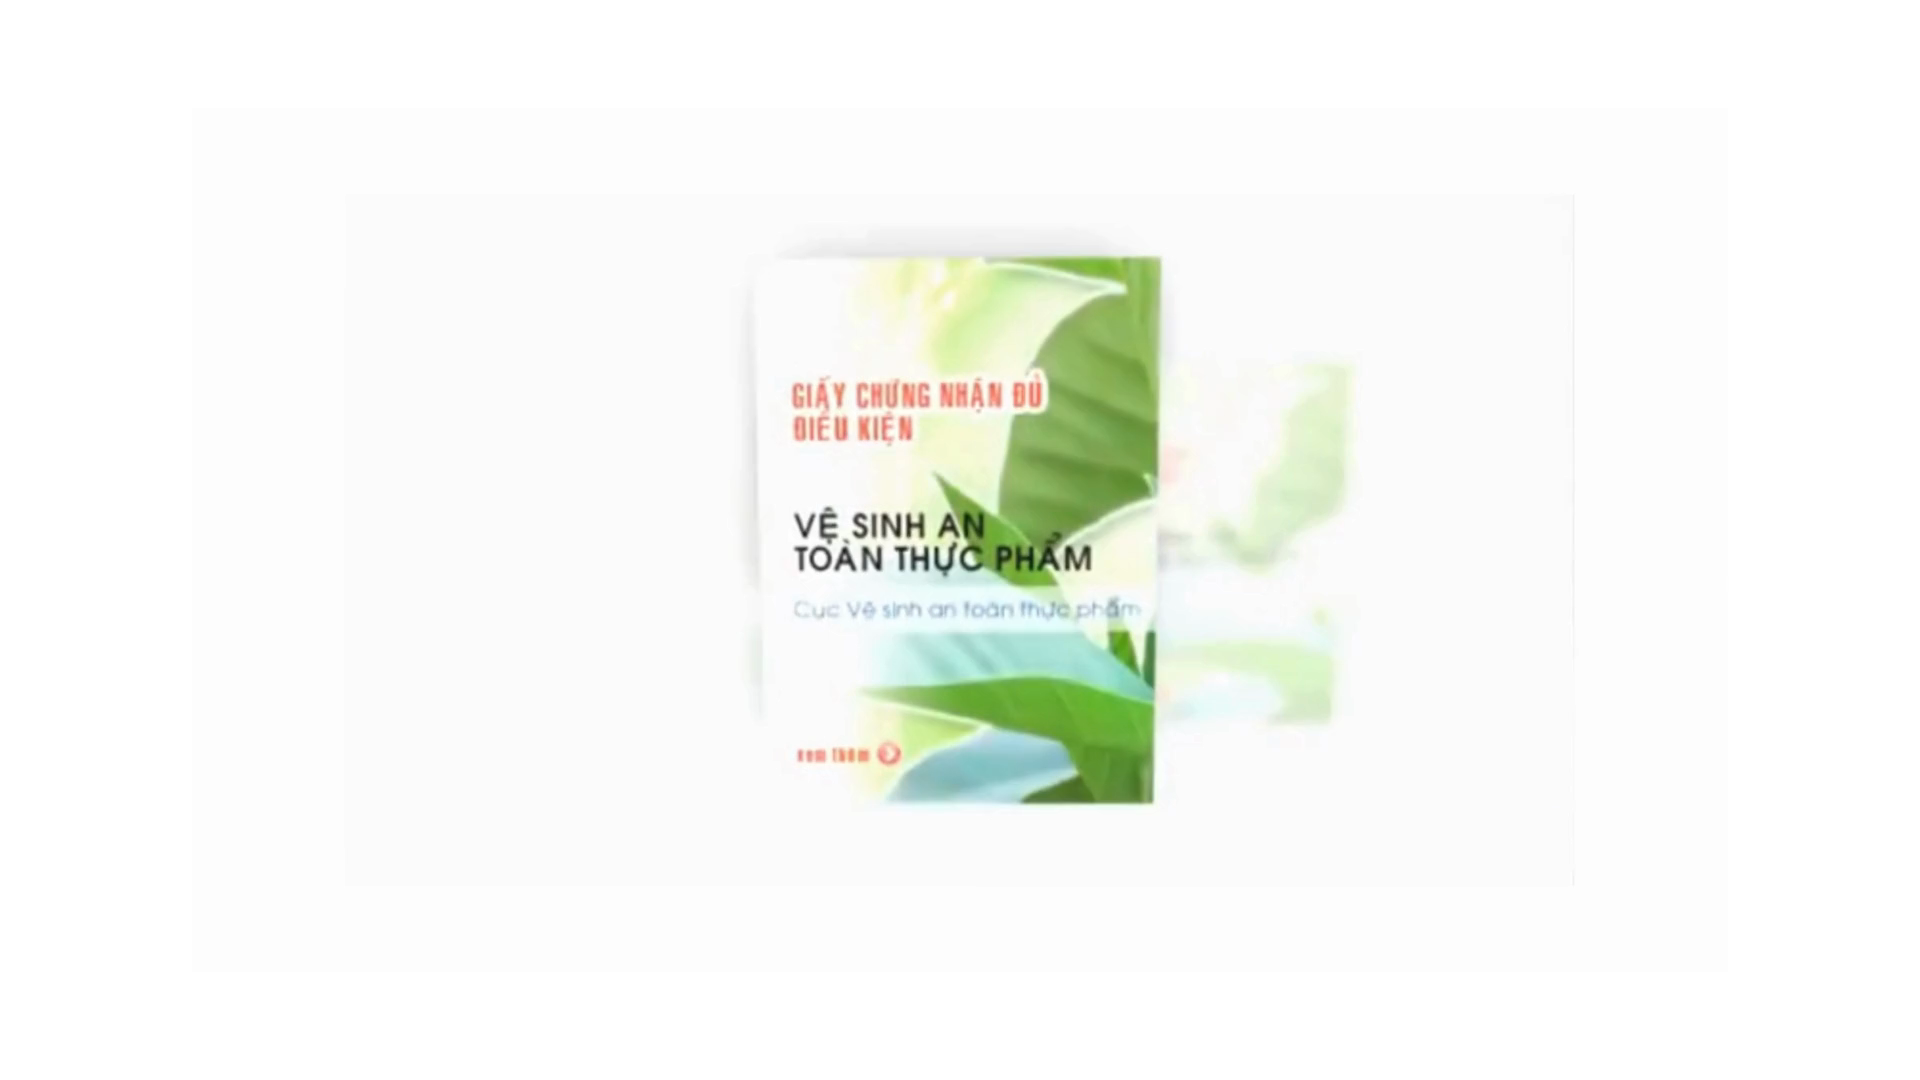 GIẤY CHỨNG NHẬN ĐỦ
ĐIỀU KIỆN
VỆ SINH AN
TOÀN THỰC PHẨM
Cục Vệ sinh an toàn thực phẩm
xem thêm